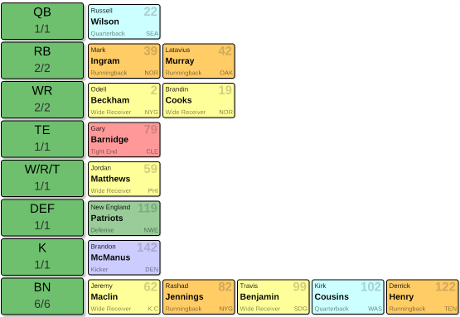 QB
1/1
Russell 22
Wilson
Quarterback SEA
RB
2/2
Mark 39
Ingram
Runningback NOR
Latavius 42
Murray
Runningback OAK
WR
2/2
Odell 2
Beckham
Wide Receiver NYG
Brandin 19
Cooks
Wide Receiver NOR
TE
1/1
Gary 79
Barnidge
Tight End CLE
W/R/T
1/1
Jordan 59
Matthews
Wide Receiver PHI
DEF
1/1
New England 119
Patriots
Defense NWE
K
1/1
Brandon 142
McManus
Kicker DEN
BN
6/6
Jeremy 62
Maclin
Wide Receiver K.C
Rashad 82
Jennings
Runningback NYG
Travis 99
Benjamin
Wide Receiver SDG
Kirk 102
Cousins
Quarterback WAS
Derrick 122
Henry
Runningback TEN